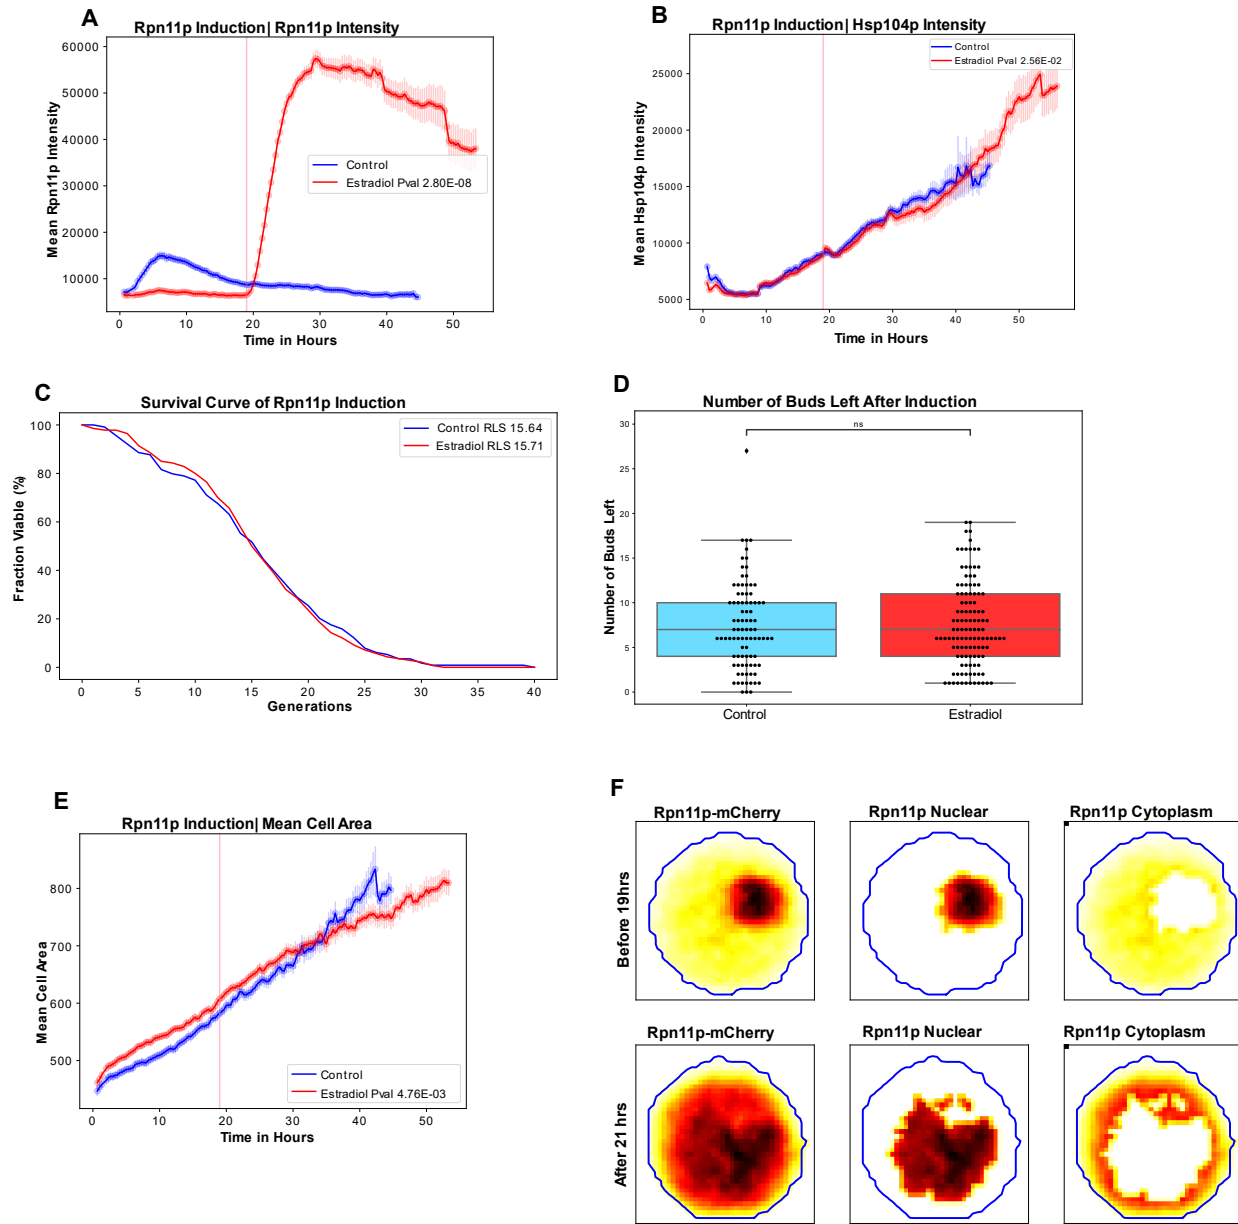 A
Rpn11p Induction| Rpn11p Intensity
60000
50000
40000
30000
20000
10000
Mean Rpn11p Intensity
Control
Estradiol Pval 2.80E-08
0 10 20 30 40 50
Time in Hours
B
Rpn11p Induction| Hsp104p Intensity
25000
20000
15000
10000
5000
Mean Hsp104p Intensity
Control
Estradiol Pval 2.56E-02
0 10 20 30 40 50
Time in Hours
C
Survival Curve of Rpn11p Induction
100
80
60
40
20
0
Fraction Viable (%)
Control RLS 15.64
Estradiol RLS 15.71
0 5 10 15 20 25 30 35 40
Generations
D
Number of Buds Left After Induction
30
25
20
15
10
5
0
Number of Buds Left
ns
Control Estradiol
E
Rpn11p Induction| Mean Cell Area
800
700
600
500
Mean Cell Area
Control
Estradiol Pval 4.76E-03
0 10 20 30 40 50
Time in Hours
F
Rpn11p-mCherry Rpn11p Nuclear Rpn11p Cytoplasm
Before 19hrs
Rpn11p-mCherry Rpn11p Nuclear Rpn11p Cytoplasm
After 21 hrs